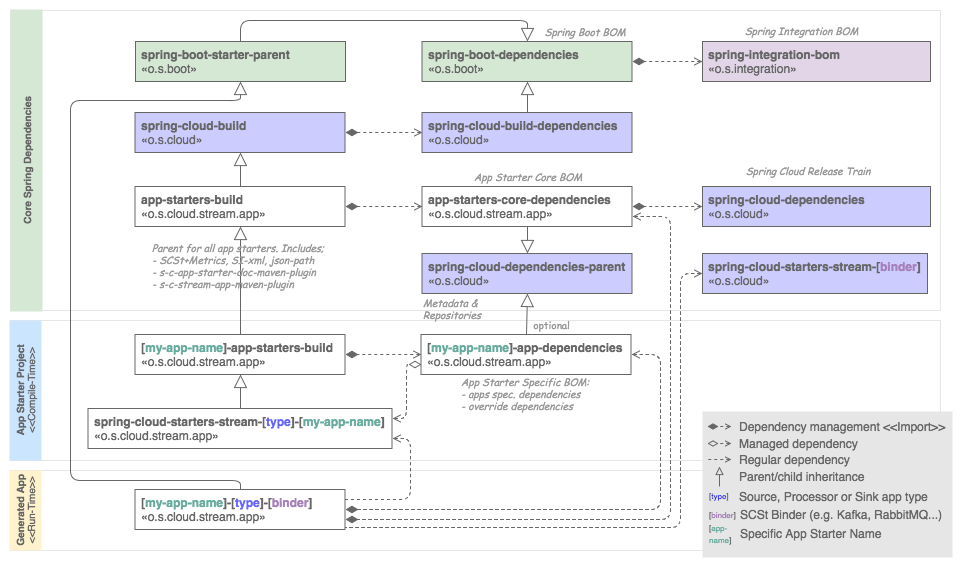 Core Spring Dependencies
Spring Boot BOM
Spring Integration BOM
spring-boot-starter-parent
«o.s.boot»
spring-boot-dependencies
«o.s.boot»
spring-integration-bom
«o.s.integration»
spring-cloud-build
«o.s.cloud»
spring-cloud-build-dependencies
«o.s.cloud»
App Starter Core BOM
Spring Cloud Release Train
app-starters-build
«o.s.cloud.stream.app»
app-starters-core-dependencies
«o.s.cloud.stream.app»
spring-cloud-dependencies
«o.s.cloud»
Parent for all app starters. Includes;
- SCSt+Metrics, SI-xml, json-path
- s-c-app-starter-doc-maven-plugin
- s-c-stream-app-maven-plugin
spring-cloud-dependencies-parent
«o.s.cloud»
spring-cloud-starters-stream-[binder]
«o.s.cloud»
Metadata &
Repositories
optional
App Starter Project
<<Compile-Time>>
[my-app-name]-app-starters-build
«o.s.cloud.stream.app»
[my-app-name]-app-dependencies
«o.s.cloud.stream.app»
App Starter Specific BOM:
- apps spec. dependencies
- override dependencies
spring-cloud-starters-stream-[type]-[my-app-name]
«o.s.cloud.stream.app»
Generated App
<<Run-Time>>
[my-app-name]-[type]-[binder]
«o.s.cloud.stream.app»
Dependency management <<Import>>
Managed dependency
Regular dependency
Parent/child inheritance
[type] Source, Processor or Sink app type
[binder] SCSt Binder (e.g. Kafka, RabbitMQ...)
[app-
name] Specific App Starter Name